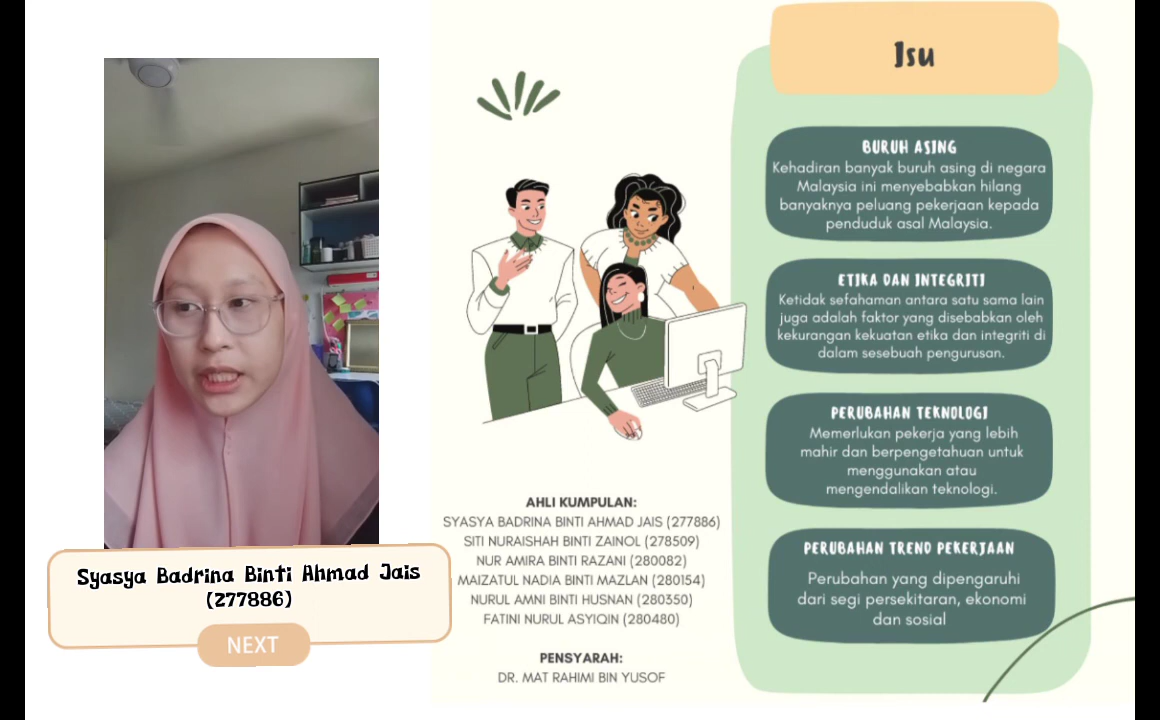 Syasya Badrina Binti Ahmad Jais
(277886)
NEXT
AHLI KUMPULAN:
SYASYA BADRINA BINTI AHMAD JAIS (277886)
SITI NURAISHAH BINTI ZAINOL (278509)
NUR AMIRA BINTI RAZANI (280082)
MAIZATUL NADIA BINTI MAZLAN (280154)
NURUL AMNI BINTI HUSNAN (280350)
FATINI NURUL ASYIQIN (280480)
PENSYARAH:
DR. MAT RAHIMI BIN YUSOF
Isu
BURUH ASING
Kehadiran banyak buruh asing di negara
Malaysia ini menyebabkan hilang
banyaknya peluang pekerjaan kepada
penduduk asal Malaysia.
ETIKA DAN INTEGRITI
Ketidak sefahaman antara satu sama lain
juga adalah faktor yang disebabkan oleh
kekurangan kekuatan etika dan integriti di
dalam sesebuah pengurusan.
PERUBAHAN TEKNOLOGI
Memerlukan pekerja yang lebih
mahir dan berpengetahuan untuk
menggunakan atau
mengendalikan teknologi.
PERUBAHAN TREND PEKERJAAN
Perubahan yang dipengaruhi
dari segi persekitaran, ekonomi
dan sosial